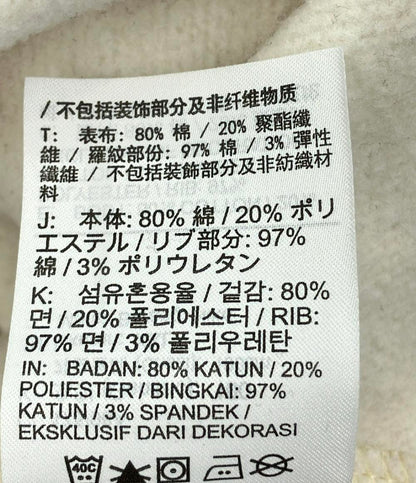 / 不包括装饰部分及非纤维物质
T: 表布: 80% 棉 / 20% 聚酯纖
維 / 羅紋部份: 97% 棉 / 3% 彈性
纖維 / 不包括裝飾部分及非紡織材
料
J: 本体: 80% 綿 / 20% ポリ
エステル / リブ部分: 97%
綿 / 3% ポリウレタン
K: 섬유혼용율 / 겉감: 80%
면 / 20% 폴리에스터 / RIB:
97% 면 / 3% 폴리우레탄
IN: BADAN: 80% KATUN / 20%
POLIESTER / BINGKAI: 97%
KATUN / 3% SPANDEK /
EKSKLUSIF DARI DEKORASI
40C